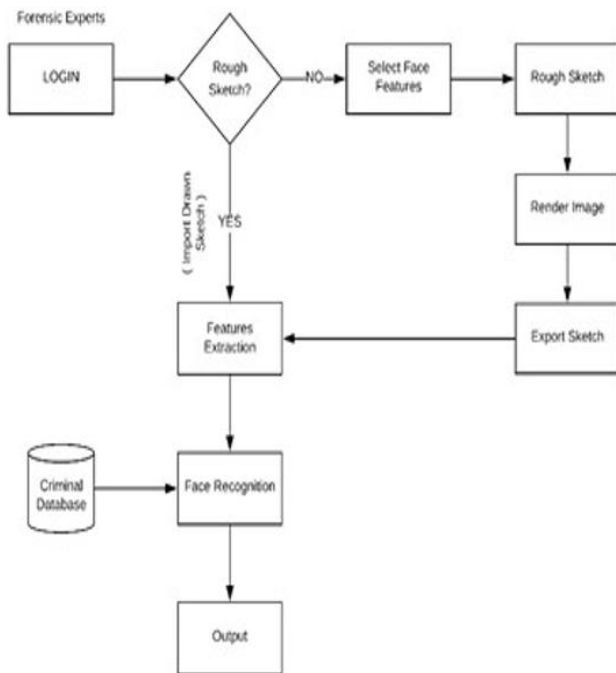 Forensic Experts
LOGIN
Rough
Sketch?
NO
Select Face
Features
Rough Sketch
Render Image
Export Sketch
YES
( Import Drawn
Sketch )
Features
Extraction
Criminal
Database
Face Recognition
Output